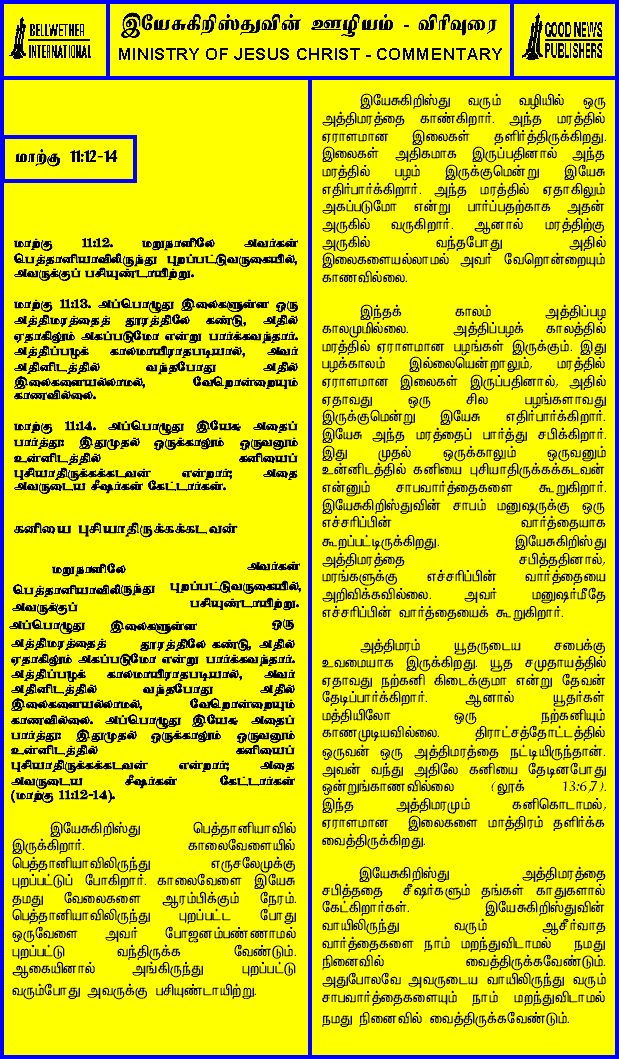 BELLWETHER
INTERNATIONAL
இயேசுகிறிஸ்துவின் ஊழியம் - விரிவுரை
MINISTRY OF JESUS CHRIST - COMMENTARY
GOOD NEWS
PUBLISHERS
மாற்கு 11:12-14
மாற்கு 11:12. மறுநாளிலே அவர்கள்
பெத்தானியாவிலிருந்து புறப்பட்டுவருகையில்,
அவருக்குப் பசியுண்டாயிற்று.
மாற்கு 11:13. அப்பொழுது இலைகளுள்ள ஒரு
அத்திமரத்தைத் தூரத்திலே கண்டு, அதில்
ஏதாகிலும் அகப்படுமோ என்று பார்க்கவந்தார்.
அத்திப்பழக் காலமாயிராதபடியால், அவர்
அதினிடத்தில் வந்தபோது அதில்
இலைகளையல்லாமல், வேறொன்றையும்
காணவில்லை.
மாற்கு 11:14. அப்பொழுது இயேசு அதைப்
பார்த்து: இதுமுதல் ஒருக்காலும் ஒருவனும்
உன்னிடத்தில் கனியைப்
புசியாதிருக்கக்கடவன் என்றார்; அதை
அவருடைய சீஷர்கள் கேட்டார்கள்.
கனியை புசியாதிருக்கக்கடவன்
மறுநாளிலே அவர்கள்
பெத்தானியாவிலிருந்து புறப்பட்டுவருகையில்,
அவருக்குப் பசியுண்டாயிற்று.
அப்பொழுது இலைகளுள்ள ஒரு
அத்திமரத்தைத் தூரத்திலே கண்டு, அதில்
ஏதாகிலும் அகப்படுமோ என்று பார்க்கவந்தார்.
அத்திப்பழக் காலமாயிராதபடியால், அவர்
அதினிடத்தில் வந்தபோது அதில்
இலைகளையல்லாமல், வேறொன்றையும்
காணவில்லை. அப்பொழுது இயேசு அதைப்
பார்த்து: இதுமுதல் ஒருக்காலும் ஒருவனும்
உன்னிடத்தில் கனியைப்
புசியாதிருக்கக்கடவன் என்றார்; அதை
அவருடைய சீஷர்கள் கேட்டார்கள்
(மாற்கு 11:12-14).
இயேசுகிறிஸ்து பெத்தானியாவில்
இருக்கிறார். காலைவேளையில்
பெத்தானியாவிலிருந்து எருசலேமுக்கு
புறப்பட்டுப் போகிறார். காலைவேளை இயேசு
தமது வேலைகளை ஆரம்பிக்கும் நேரம்.
பெத்தானியாவிலிருந்து புறப்பட்ட போது
ஒருவேளை அவர் போஜனம்பண்ணாமல்
புறப்பட்டு வந்திருக்க வேண்டும்.
ஆகையினால் அங்கிருந்து புறப்பட்டு
வரும்போது அவருக்கு பசியுண்டாயிற்று.
இயேசுகிறிஸ்து வரும் வழியில் ஒரு
அத்திமரத்தை காண்கிறார். அந்த மரத்தில்
ஏராளமான இலைகள் தளிர்த்திருக்கிறது.
இலைகள் அதிகமாக இருப்பதினால் அந்த
மரத்தில் பழம் இருக்குமென்று இயேசு
எதிர்பார்க்கிறார். அந்த மரத்தில் ஏதாகிலும்
அகப்படுமோ என்று பார்ப்பதற்காக அதன்
அருகில் வருகிறார். ஆனால் மரத்திற்கு
அருகில் வந்தபோது அதில்
இலைகளையல்லாமல் அவர் வேறொன்றையும்
காணவில்லை.
இந்தக் காலம் அத்திப்பழ
காலமுமில்லை. அத்திப்பழக் காலத்தில்
மரத்தில் ஏராளமான பழங்கள் இருக்கும். இது
பழக்காலம் இல்லையென்றாலும், மரத்தில்
ஏராளமான இலைகள் இருப்பதினால், அதில்
ஏதாவது ஒரு சில பழங்களாவது
இருக்குமென்று இயேசு எதிர்பார்க்கிறார்.
இயேசு அந்த மரத்தைப் பார்த்து சபிக்கிறார்.
இது முதல் ஒருக்காலும் ஒருவனும்
உன்னிடத்தில் கனியை புசியாதிருக்கக்கடவன்
என்னும் சாபவார்த்தைகளை கூறுகிறார்.
இயேசுகிறிஸ்துவின் சாபம் மனுஷருக்கு ஒரு
எச்சரிப்பின் வார்த்தையாக
கூறப்பட்டிருக்கிறது. இயேசுகிறிஸ்து
அத்திமரத்தை சபித்ததினால்,
மரங்களுக்கு எச்சரிப்பின் வார்த்தையை
அறிவிக்கவில்லை. அவர் மனுஷர்மீதே
எச்சரிப்பின் வார்த்தையைக் கூறுகிறார்.
அத்திமரம் யூதருடைய சபைக்கு
உவமையாக இருக்கிறது. யூத சமுதாயத்தில்
ஏதாவது நற்கனி கிடைக்குமா என்று தேவன்
தேடிப்பார்க்கிறார். ஆனால் யூதர்கள்
மத்தியிலோ ஒரு நற்கனியும்
காணமுடியவில்லை. திராட்சத்தோட்டத்தில்
ஒருவன் ஒரு அத்திமரத்தை நட்டியிருந்தான்.
அவன் வந்து அதிலே கனியை தேடினபோது
ஒன்றுங்காணவில்லை (லூக் 13:6,7).
இந்த அத்திமரமும் கனிகொடாமல்,
ஏராளமான இலைகளை மாத்திரம் தளிர்க்க
வைத்திருக்கிறது.
இயேசுகிறிஸ்து அத்திமரத்தை
சபித்ததை சீஷர்களும் தங்கள் காதுகளால்
கேட்கிறார்கள். இயேசுகிறிஸ்துவின்
வாயிலிருந்து வரும் ஆசீர்வாத
வார்த்தைகளை நாம் மறந்துவிடாமல் நமது
நினைவில் வைத்திருக்கவேண்டும்.
அதுபோலவே அவருடைய வாயிலிருந்து வரும்
சாபவார்த்தைகளையும் நாம் மறந்துவிடாமல்
நமது நினைவில் வைத்திருக்கவேண்டும்.